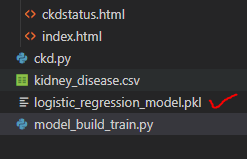 ckdstatus.html
index.html
ckd.py
kidney_disease.csv
logistic_regression_model.pkl
model_build_train.py